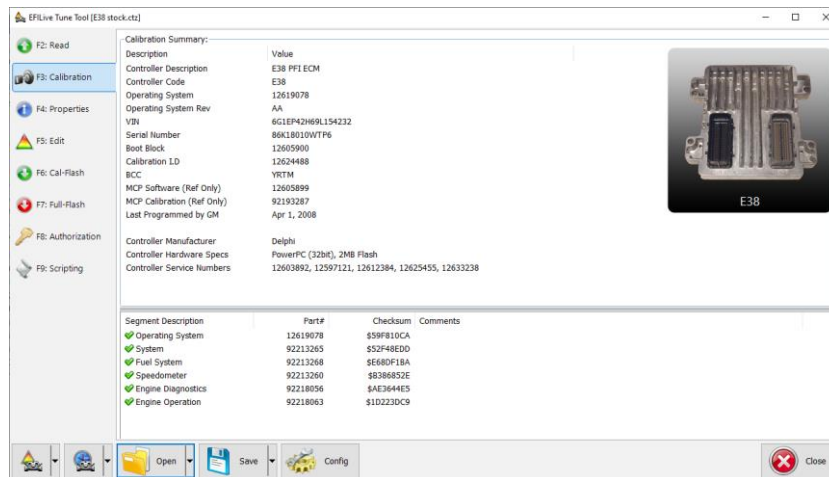 EFILive Tune Tool [E38 stock.ctz]
F2: Read
F3: Calibration
F4: Properties
F5: Edit
F6: Cal-Flash
F7: Full-Flash
F8: Authorization
F9: Scripting
Calibration Summary:
Description Value
Controller Description E38 PFI ECM
Controller Code E38
Operating System 12619078
Operating System Rev AA
VIN 6G1EP42H69L154232
Serial Number 86K18010WTP6
Boot Block 12605900
Calibration I.D 12624488
BCC YRTM
MCP Software (Ref Only) 12605899
MCP Calibration (Ref Only) 92193287
Last Programmed by GM Apr 1, 2008
Controller Manufacturer Delphi
Controller Hardware Specs PowerPC (32bit), 2MB Flash
Controller Service Numbers 12603892, 12597121, 12612384, 12625455, 12633238
E38
Segment Description Part# Checksum Comments
Operating System 12619078 $59F810CA
System 92213265 $52F48EDD
Fuel System 92213268 $E68DF1BA
Speedometer 92213260 $8386852E
Engine Diagnostics 92218056 $AE3644E5
Engine Operation 92218063 $1D223DC9
Open Save Config Close